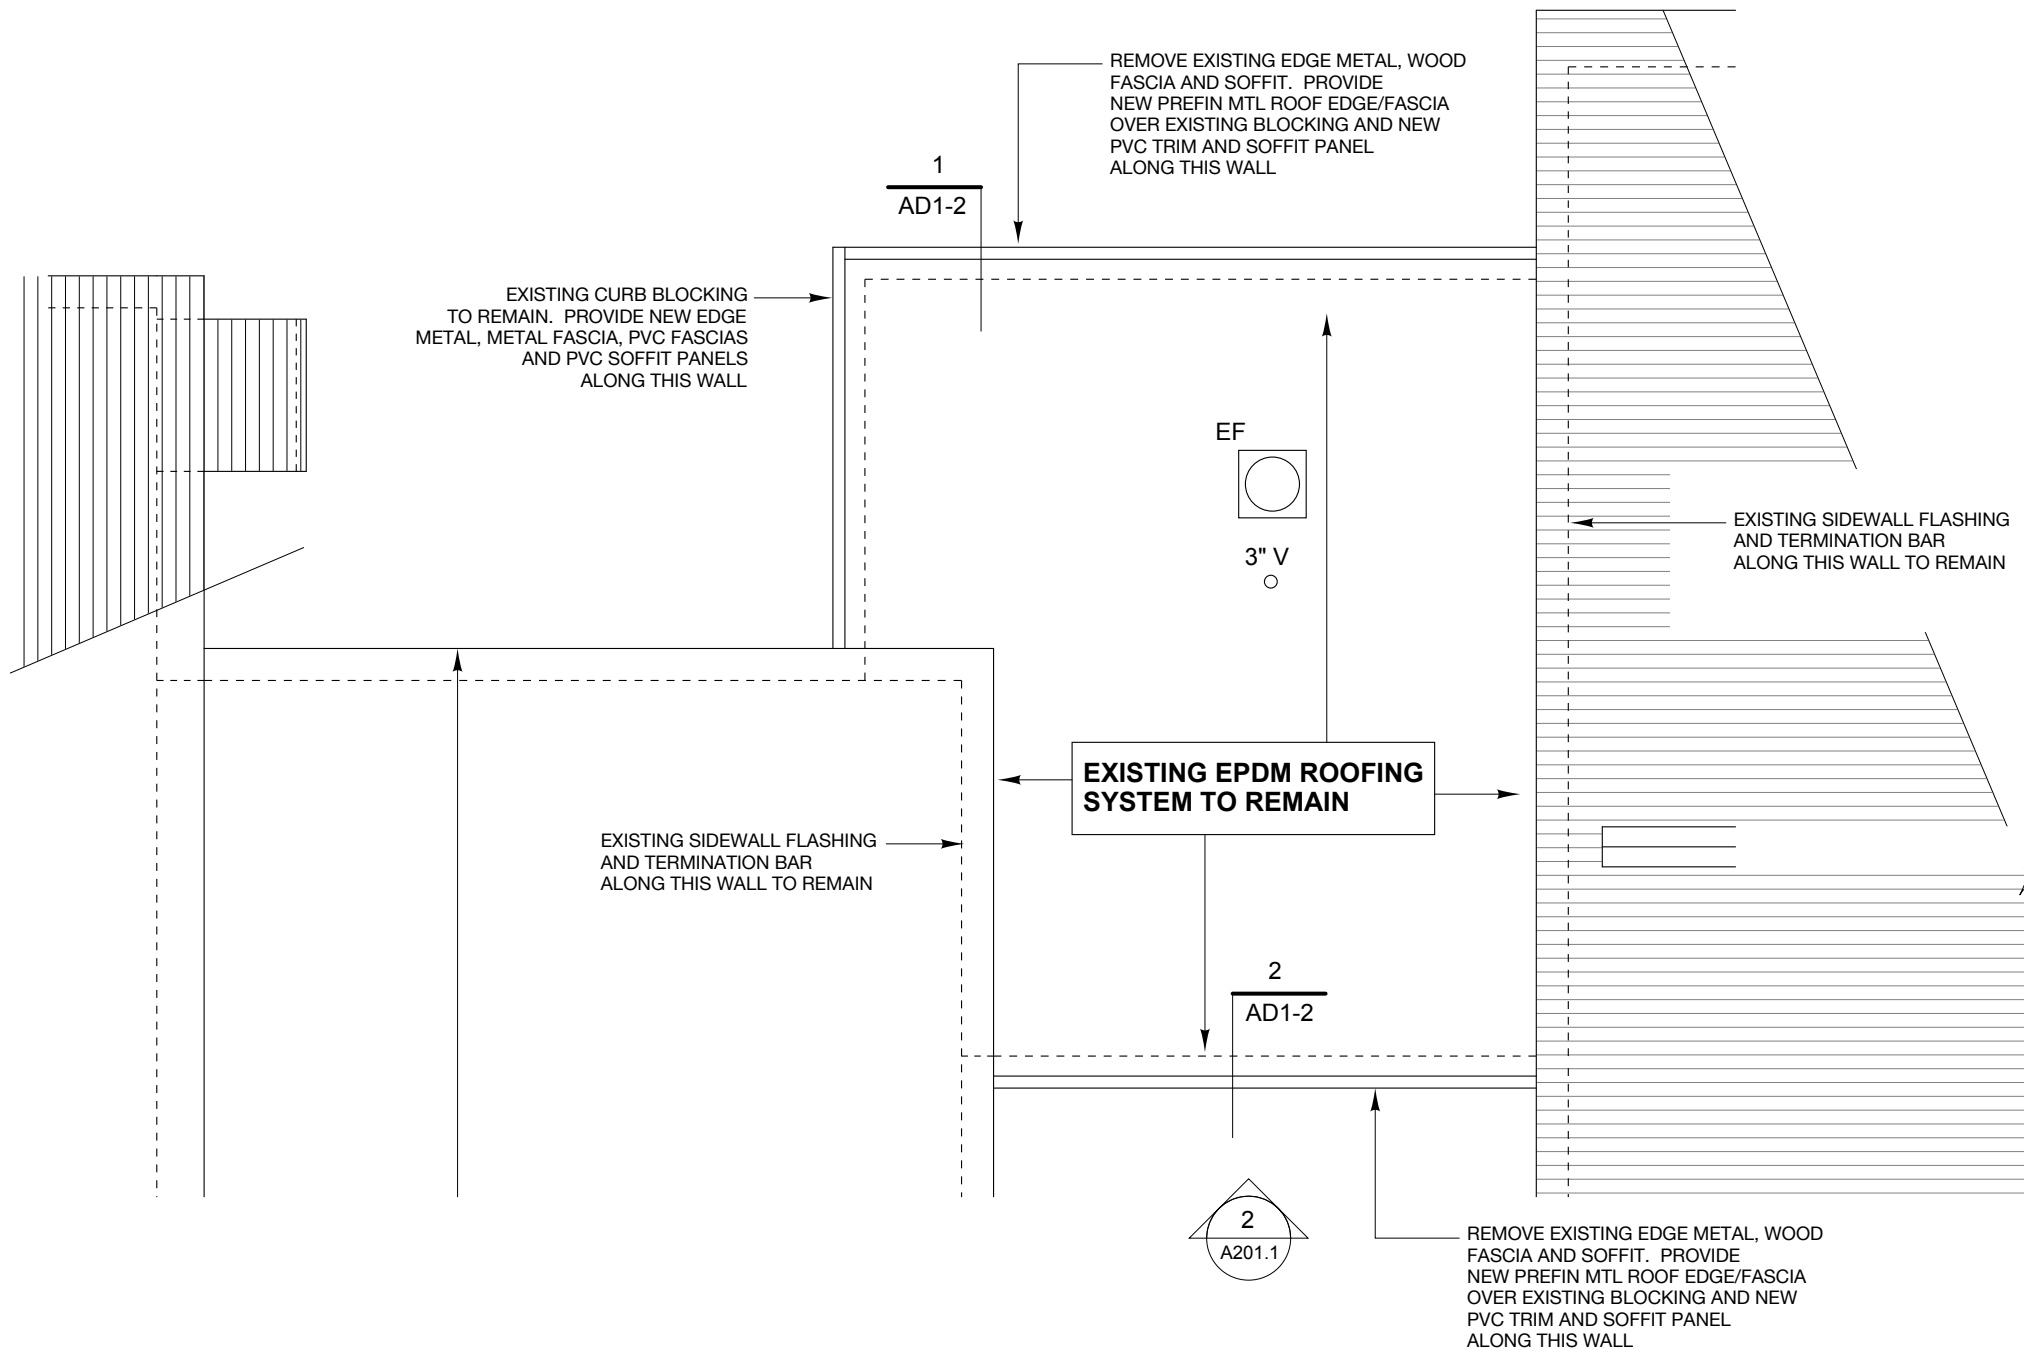 REMOVE EXISTING EDGE METAL, WOOD
FASCIA AND SOFFIT. PROVIDE
NEW PREFIN MTL ROOF EDGE/FASCIA
OVER EXISTING BLOCKING AND NEW
PVC TRIM AND SOFFIT PANEL
ALONG THIS WALL
1
AD1-2
EXISTING CURB BLOCKING
TO REMAIN. PROVIDE NEW EDGE
METAL, METAL FASCIA, PVC FASCIAS
AND PVC SOFFIT PANELS
ALONG THIS WALL
EF
3" V
EXISTING SIDEWALL FLASHING
AND TERMINATION BAR
ALONG THIS WALL TO REMAIN
EXISTING EPDM ROOFING
SYSTEM TO REMAIN
EXISTING SIDEWALL FLASHING
AND TERMINATION BAR
ALONG THIS WALL TO REMAIN
2
AD1-2
2
A201.1
REMOVE EXISTING EDGE METAL, WOOD
FASCIA AND SOFFIT. PROVIDE
NEW PREFIN MTL ROOF EDGE/FASCIA
OVER EXISTING BLOCKING AND NEW
PVC TRIM AND SOFFIT PANEL
ALONG THIS WALL